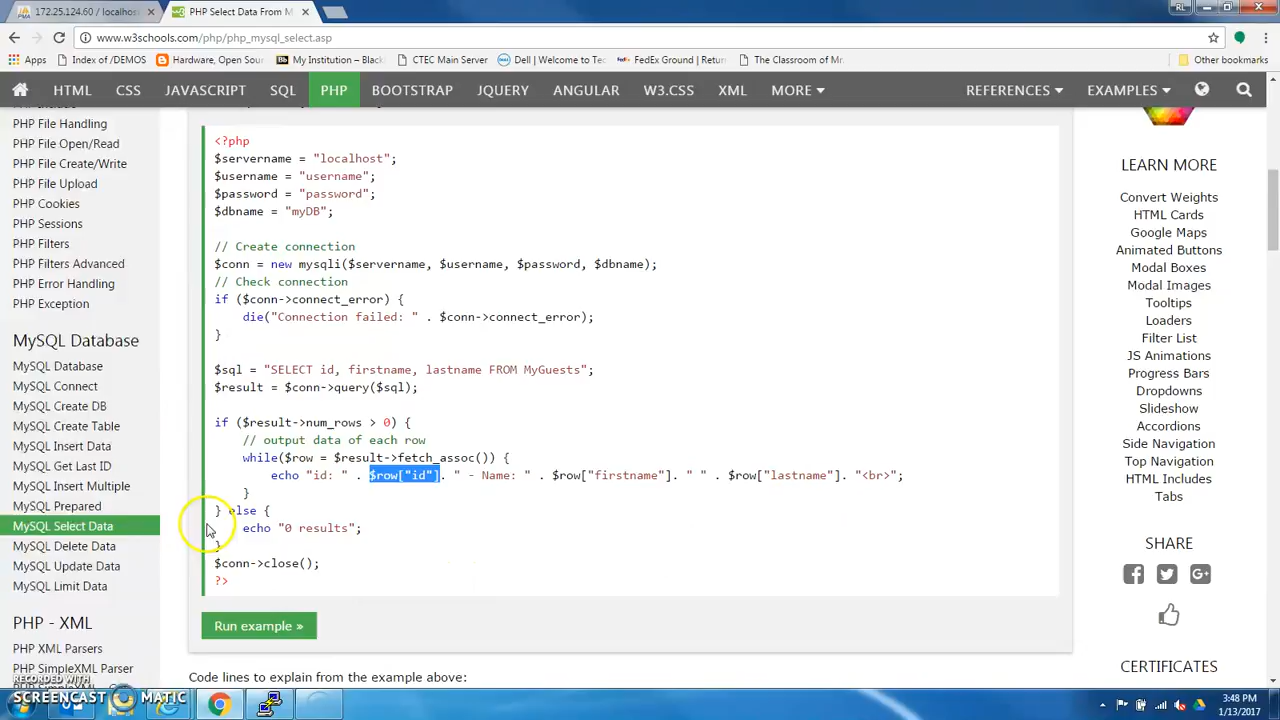 172.25.124.60 / localhos
PHP Select Data From M
RL
www.w3schools.com/php/php_mysql_select.asp
Apps
Index of /DEMOS
Hardware, Open Sour
My Institution – Black
CTEC Main Server
Dell | Welcome to Tec
FedEx Ground | Retur
The Classroom of Mr.
Other bookmarks
HTML CSS JAVASCRIPT SQL PHP BOOTSTRAP JQUERY ANGULAR W3.CSS XML MORE REFERENCES EXAMPLES
PHP File Handling
PHP File Open/Read
PHP File Create/Write
PHP File Upload
PHP Cookies
PHP Sessions
PHP Filters
PHP Filters Advanced
PHP Error Handling
PHP Exception
MySQL Database
MySQL Database
MySQL Connect
MySQL Create DB
MySQL Create Table
MySQL Insert Data
MySQL Get Last ID
MySQL Insert Multiple
MySQL Prepared
MySQL Select Data
MySQL Delete Data
MySQL Update Data
MySQL Limit Data
PHP - XML
PHP XML Parsers
PHP SimpleXML Parser
<?php
$servername = "localhost";
$username = "username";
$password = "password";
$dbname = "myDB";
// Create connection
$conn = new mysqli($servername, $username, $password, $dbname);
// Check connection
if ($conn->connect_error) {
die("Connection failed: " . $conn->connect_error);
}
$sql = "SELECT id, firstname, lastname FROM MyGuests";
$result = $conn->query($sql);
if ($result->num_rows > 0) {
// output data of each row
while($row = $result->fetch_assoc()) {
echo "id: " . $row["id"]. " - Name: " . $row["firstname"]. " " . $row["lastname"]. "<br>";
}
} else {
echo "0 results";
}
$conn->close();
?>
Run example »
Code lines to explain from the example above:
LEARN MORE
Convert Weights
HTML Cards
Google Maps
Animated Buttons
Modal Boxes
Modal Images
Tooltips
Loaders
Filter List
JS Animations
Progress Bars
Dropdowns
Slideshow
Accordions
Side Navigation
Top Navigation
HTML Includes
Tabs
SHARE
CERTIFICATES
RECORDED WITH
SCREENCAST MATIC
3:48 PM
1/13/2017